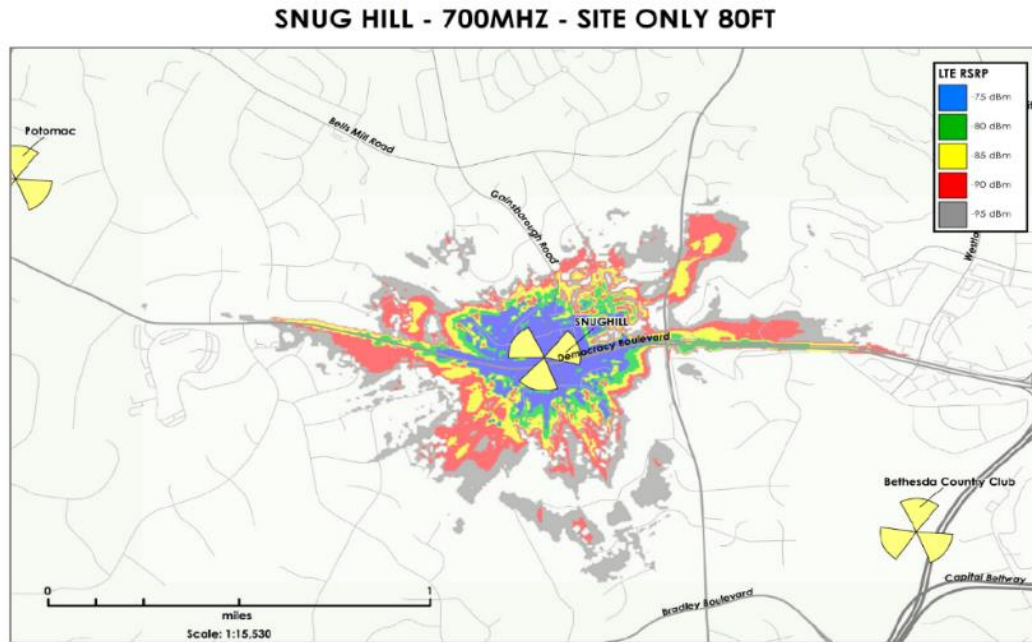 SNUG HILL - 700MHZ - SITE ONLY 80FT
LTE RSRP
-75 dBm
-80 dBm
-85 dBm
-90 dBm
-95 dBm
Potomac
Bells Mill Road
Gainsborough Road
SNUGHILL
Democracy Boulevard
Bethesda Country Club
Capital Beltway
Bradley Boulevard
0
1
miles
Scale: 1:15,530